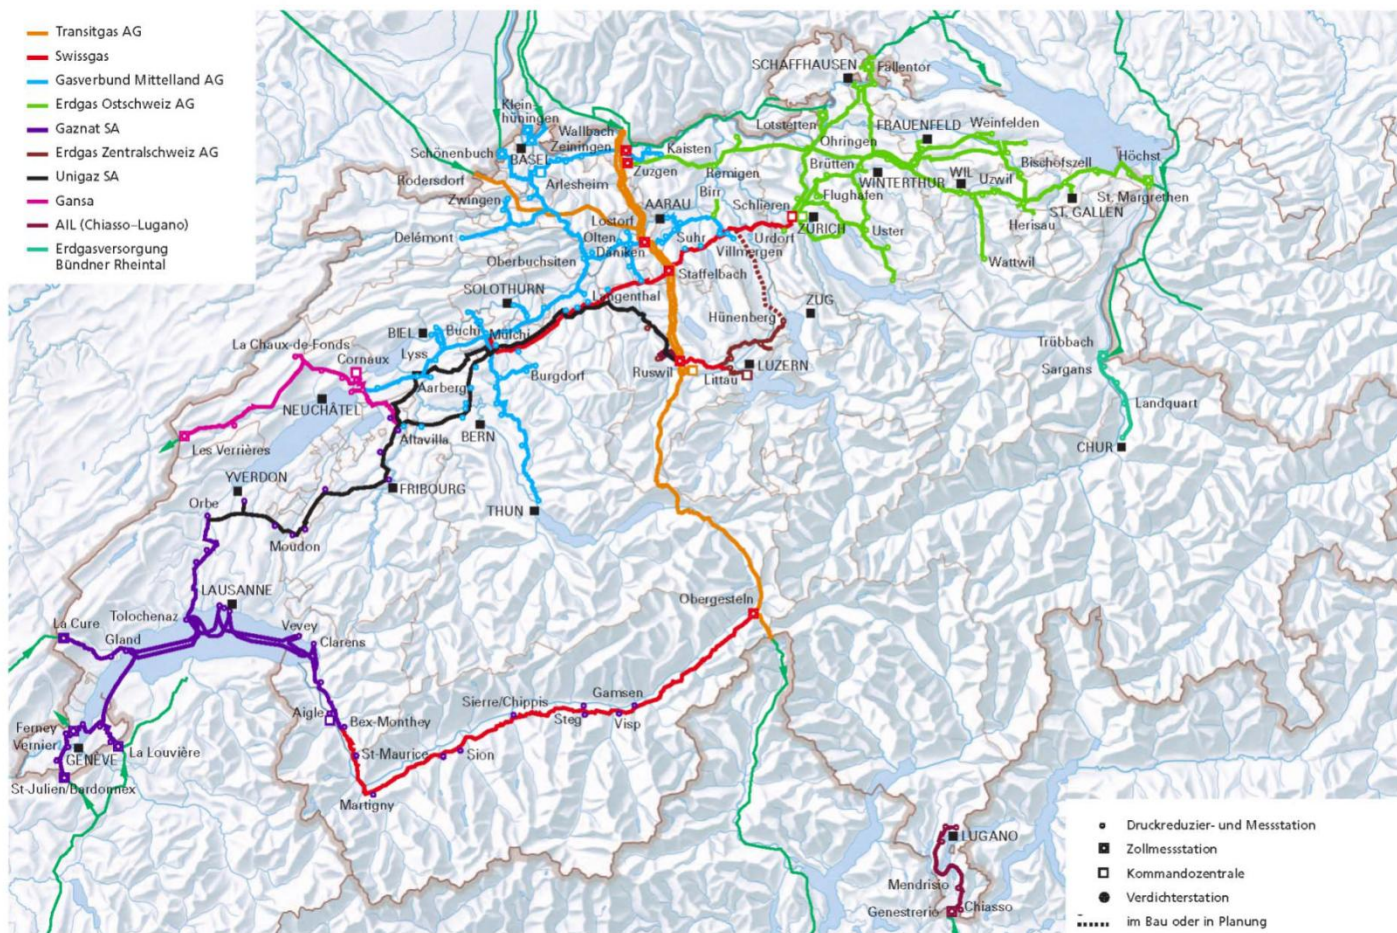 Transitgas AG
Swissgas
Gasverbund Mittelland AG
Erdgas Ostschweiz AG
Gaznat SA
Erdgas Zentralschweiz AG
Unigaz SA
Gansa
AIL (Chiasso–Lugano)
Erdgasversorgung
Bündner Rheintal
SCHAFFHAUSEN
Fällentor
Klein-
hüningen
Wallbach
Lotstetten
FRAUENFELD
Weinfelden
Zeiningen
Kaisten
Ohringen
Schönenbuch
BASEL
Zuzgen
Bischofszell
Höchst
Rodersdorf
Arlesheim
Remigen
Brütten
WINTERTHUR
WIL
Uzwil
St. Margrethen
Zwingen
Birr
Flughafen
ST. GALLEN
Lostorf
AARAU
Schlieren
ZÜRICH
Herisau
Delémont
Olten
Suhr
Urdorf
Uster
Däniken
Villmergen
Wattwil
Oberbuchsiten
Staffelbach
SOLOTHURN
Langenthal
ZUG
BIEL
Büchi
Mülchi
Hünenberg
La Chaux-de-Fonds
Cornaux
Lyss
Trübbach
Aarberg
Burgdorf
Ruswil
Littau
LUZERN
Sargans
NEUCHÂTEL
Landquart
Altavilla
BERN
Les Verrières
CHUR
YVERDON
FRIBOURG
Orbe
THUN
Moudon
LAUSANNE
Obergesteln
Tolochenaz
La Cure
Vevey
Gland
Clarens
Sierre/Chippis
Gamsen
Aigle
Bex-Monthey
Steg
Visp
Ferney
Vernier
GENÈVE
La Louvière
St-Maurice
Sion
St-Julien/Bardonnex
Martigny
LUGANO
Mendrisio
Genestrerio
Chiasso
Druckreduzier- und Messstation
Zollmessstation
Kommandozentrale
Verdichterstation
im Bau oder in Planung